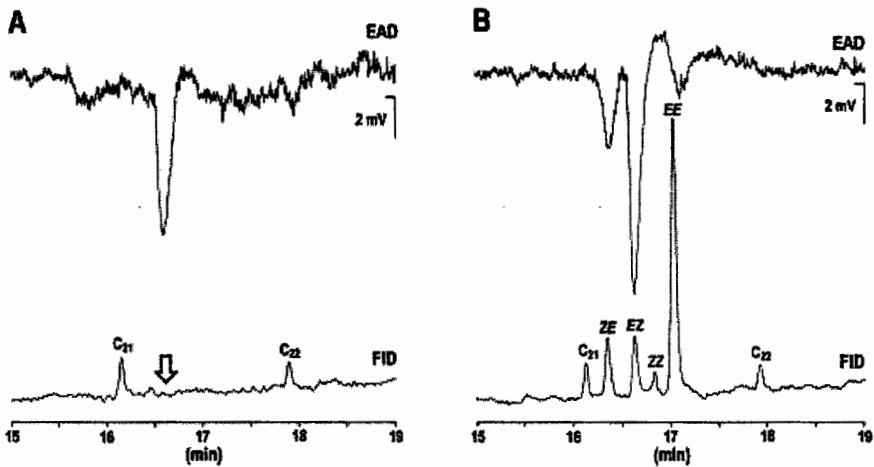 A
EAD
2 mV
C21
C22
FID
15 16 17 18 19
(min)
B
EAD
2 mV
EE
C21
ZE
EZ
ZZ
C22
FID
15 16 17 18 19
(min)